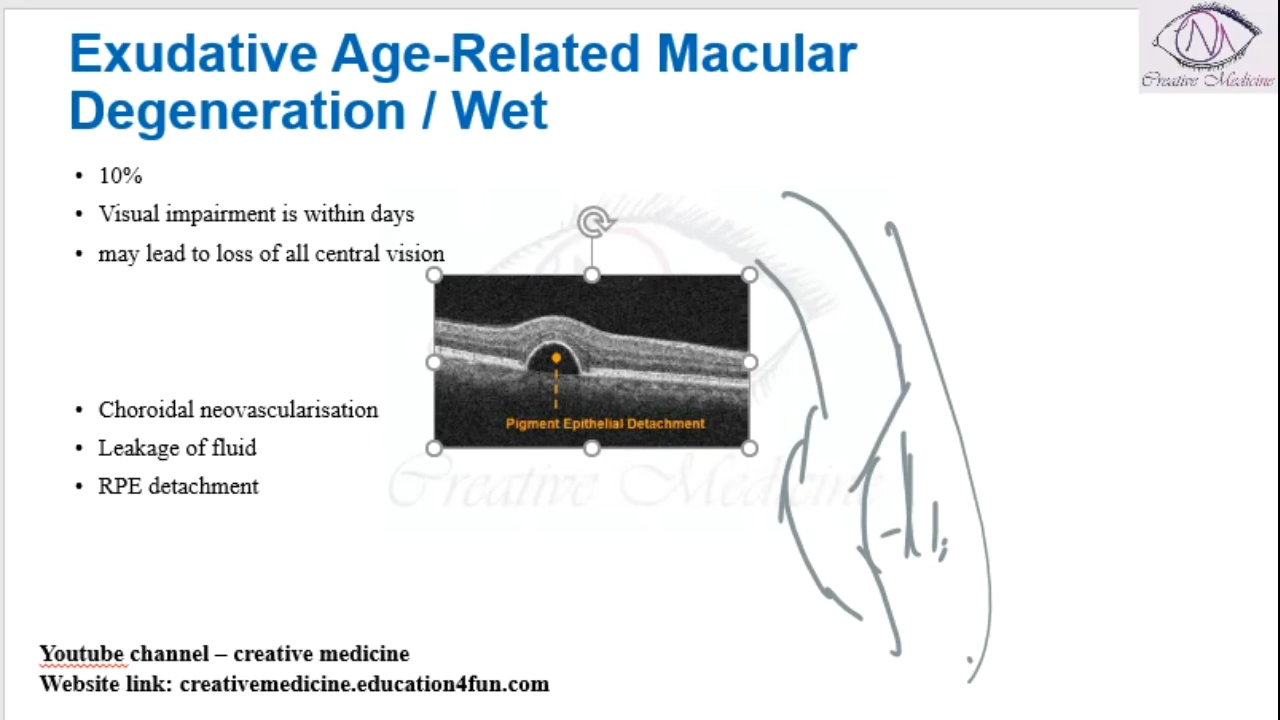 Exudative Age-Related Macular
Degeneration / Wet
Creative Medicine
• 10%
• Visual impairment is within days
• may lead to loss of all central vision
Pigment Epithelial Detachment
• Choroidal neovascularisation
• Leakage of fluid
• RPE detachment
Creative Medicine
Youtube channel – creative medicine
Website link: creativemedicine.education4fun.com